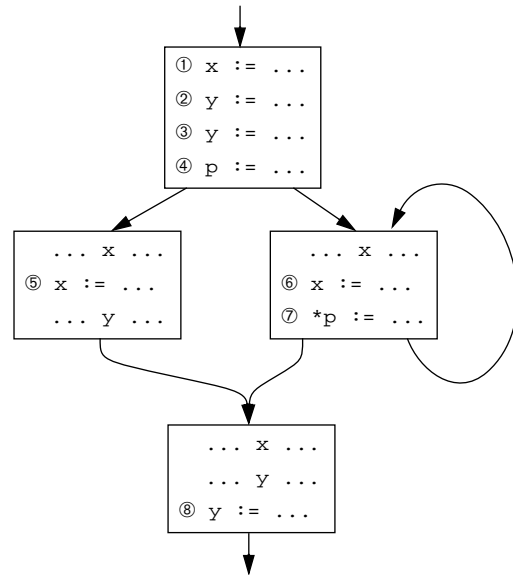 ① x := ...
② y := ...
③ y := ...
④ p := ...
... x ...
⑤ x := ...
... y ...
... x ...
⑥ x := ...
⑦ *p := ...
... x ...
... y ...
⑧ y := ...